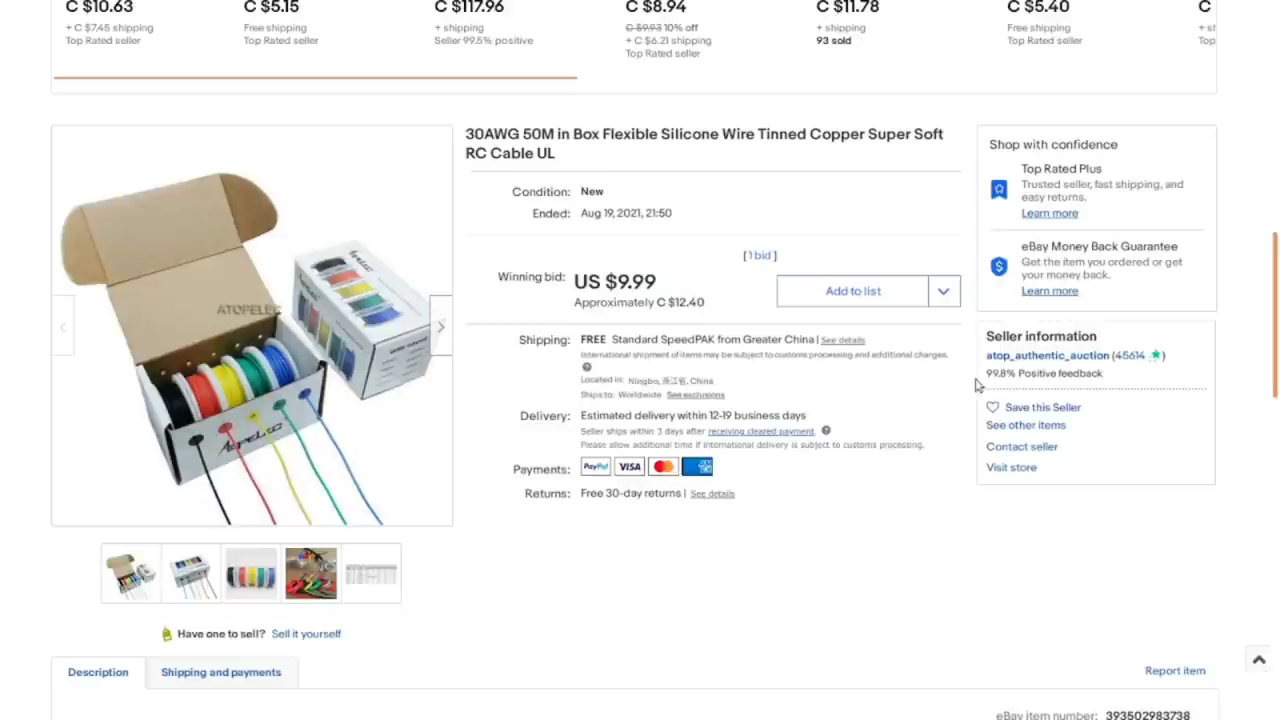 C $10.63
+ C $7.45 shipping
Top Rated seller
C $5.15
Free shipping
Top Rated seller
C $117.96
+ shipping
Seller 99.5% positive
C $8.94
C $9.93 10% off
+ C $6.21 shipping
Top Rated seller
C $11.78
+ shipping
93 sold
C $5.40
Free shipping
Top Rated seller
C
Top
ATOPELEC
30AWG 50M in Box Flexible Silicone Wire Tinned Copper Super Soft
RC Cable UL
Condition: New
Ended: Aug 19, 2021, 21:50
[ 1 bid ]
Winning bid: US $9.99
Approximately C $12.40
Add to list
Shipping: FREE Standard SpeedPAK from Greater China | See details
International shipment of items may be subject to customs processing and additional charges.
Located in: Ningbo, 浙江省, China
Ships to: Worldwide See exclusions
Delivery: Estimated delivery within 12-19 business days
Seller ships within 3 days after receiving cleared payment.
Please allow additional time if international delivery is subject to customs processing.
Payments: PayPal VISA
Returns: Free 30-day returns | See details
Shop with confidence
Top Rated Plus
Trusted seller, fast shipping, and
easy returns.
Learn more
eBay Money Back Guarantee
Get the item you ordered or get
your money back.
Learn more
Seller information
atop_authentic_auction (45614 )
99.8% Positive feedback
Save this Seller
See other items
Contact seller
Visit store
Have one to sell? Sell it yourself
Description
Shipping and payments
Report item
eBay item number: 393502983738